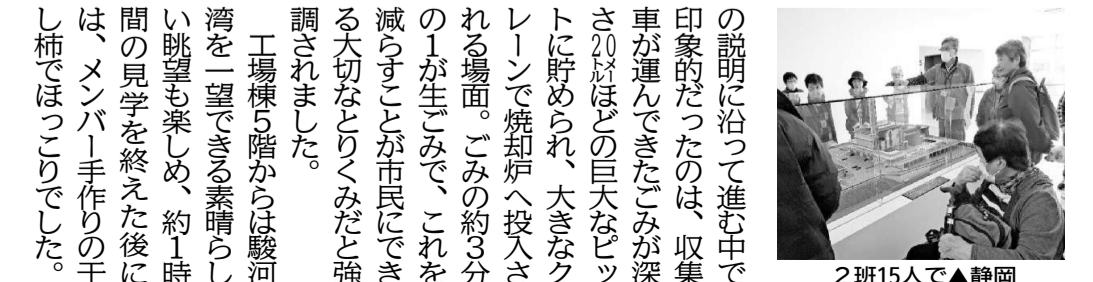 の説明に沿って進む中で
印象的だったのは、収集
車が運んできたごみが深
さ20㍍ほどの巨大なピッ
トに貯められ、大きなク
レーンで焼却炉へ投入さ
れる場面。ごみの約3分
の1が生ごみで、これを
減らすことが市民にでき
る大切なとりくみだと強
調されました。
　工場棟5階からは駿河
湾を一望できる素晴らし
い眺望も楽しめ、約1時
間の見学を終えた後に
は、メンバー手作りの干
し柿でほっこりでした。
2班15人で▲静岡